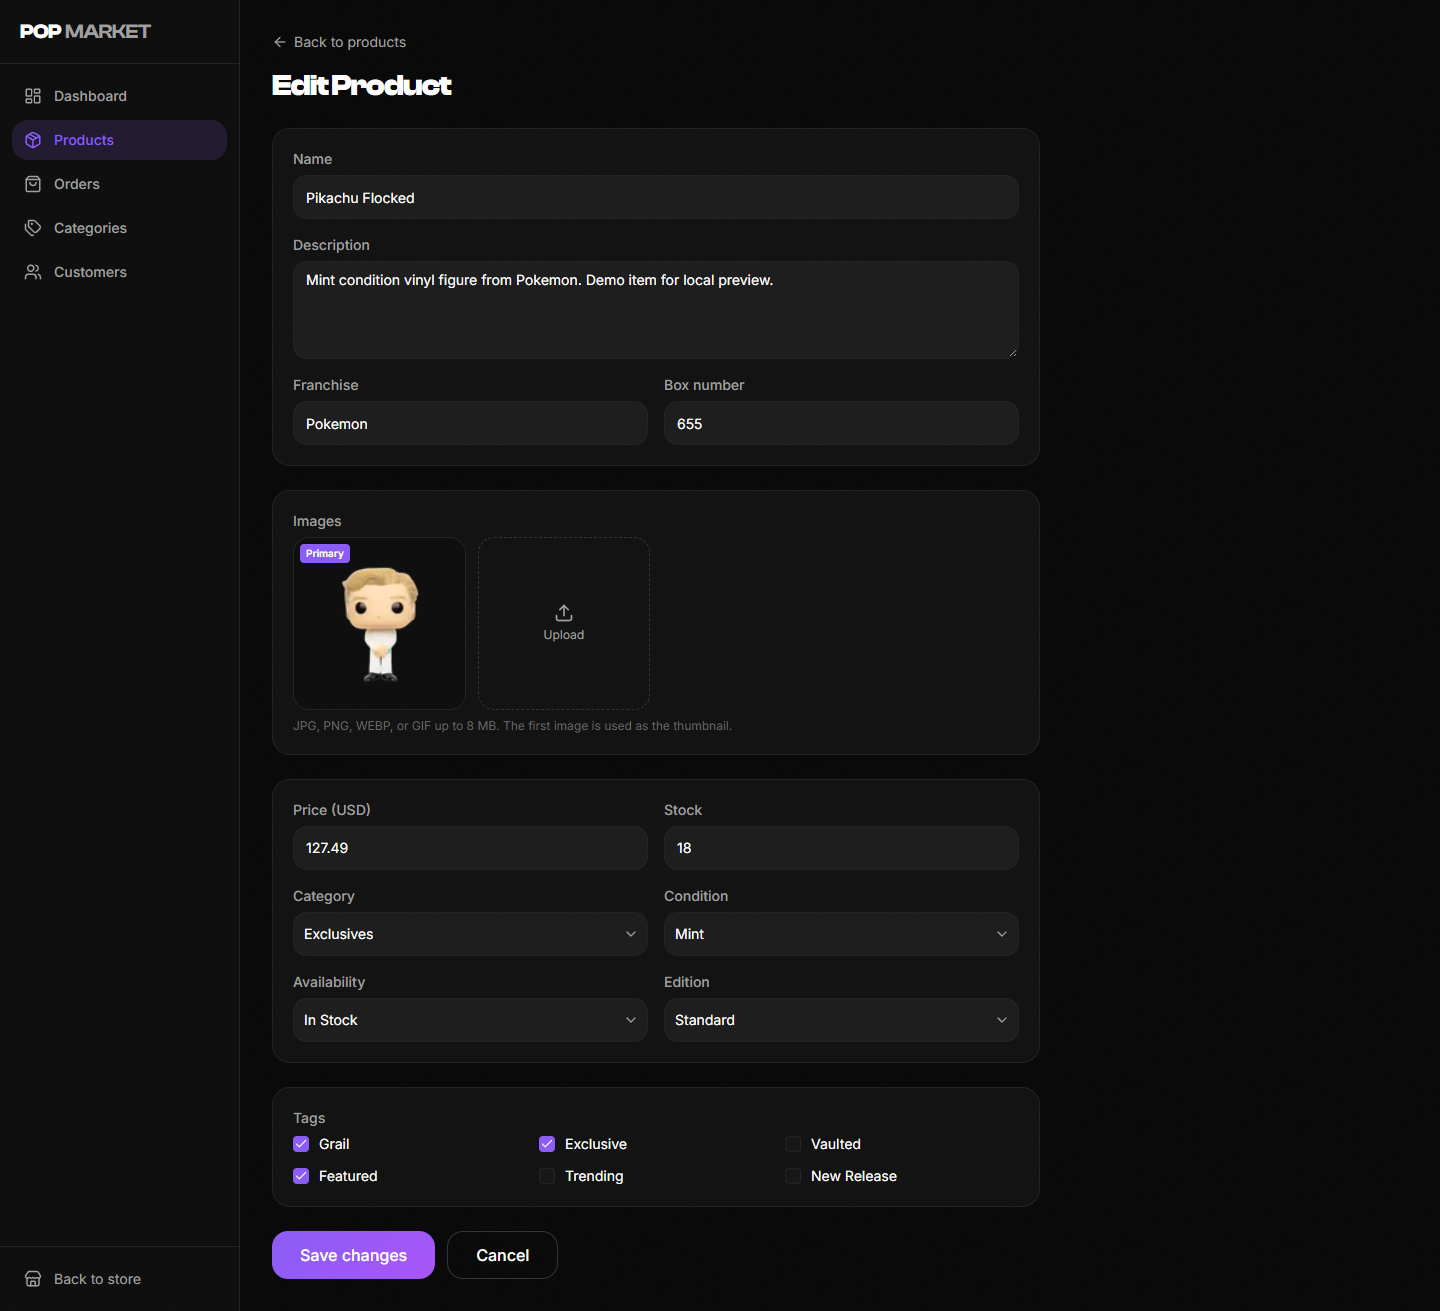 POP MARKET
Dashboard
Products
Orders
Categories
Customers
Back to store
Back to products
Edit Product
Name
Pikachu Flocked
Description
Mint condition vinyl figure from Pokemon. Demo item for local preview.
Franchise
Box number
Pokemon
655
Images
Primary
Upload
JPG, PNG, WEBP, or GIF up to 8 MB. The first image is used as the thumbnail.
Price (USD)
Stock
127.49
18
Category
Condition
Exclusives
Mint
Availability
Edition
In Stock
Standard
Tags
Grail
Exclusive
Vaulted
Featured
Trending
New Release
Save changes
Cancel